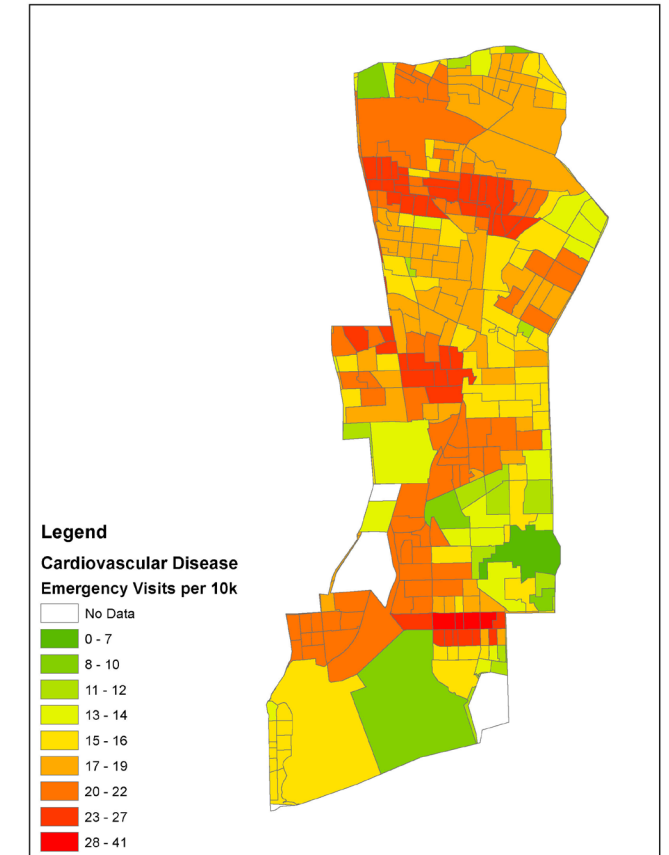 Legend
Cardiovascular Disease
Emergency Visits per 10k
No Data
0 - 7
8 - 10
11 - 12
13 - 14
15 - 16
17 - 19
20 - 22
23 - 27
28 - 41